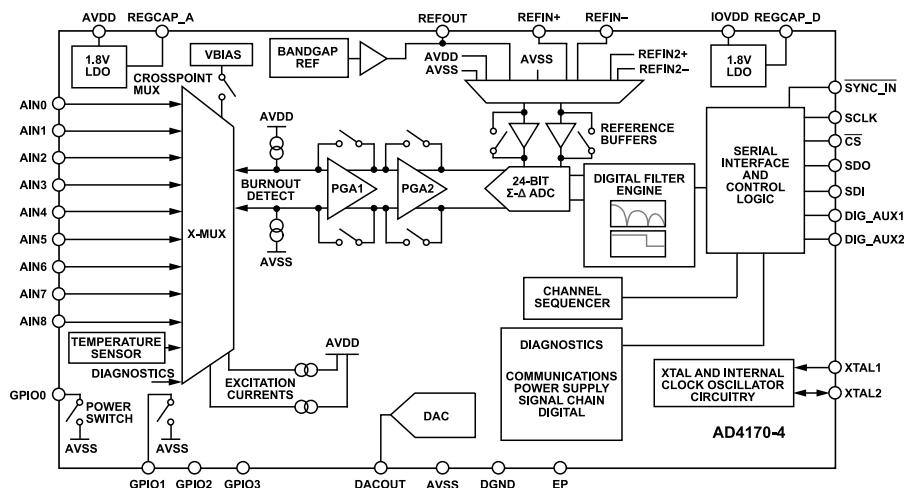 AVDD
REGCAP_A
REFOUT
REFIN+
REFIN–
IOVDD
REGCAP_D
1.8V
LDO
VBIAS
BANDGAP
REF
AVDD
AVSS
AVSS
REFIN2+
REFIN2–
1.8V
LDO
CROSSPOINT
MUX
SYNC_IN
SCLK
CS
SDO
SDI
DIG_AUX1
DIG_AUX2
AIN0
AIN1
AIN2
AIN3
AIN4
AIN5
AIN6
AIN7
AIN8
X-MUX
AVDD
BURNOUT
DETECT
AVSS
PGA1
PGA2
REFERENCE
BUFFERS
24-BIT
Σ-Δ ADC
DIGITAL FILTER
ENGINE
SERIAL
INTERFACE
AND
CONTROL
LOGIC
CHANNEL
SEQUENCER
TEMPERATURE
SENSOR
DIAGNOSTICS
AVDD
EXCITATION
CURRENTS
DIAGNOSTICS
COMMUNICATIONS
POWER SUPPLY
SIGNAL CHAIN
DIGITAL
XTAL AND INTERNAL
CLOCK OSCILLATOR
CIRCUITRY
XTAL1
XTAL2
GPIO0
POWER
SWITCH
AVSS
AVSS
DAC
AD4170-4
GPIO1
GPIO2
GPIO3
DACOUT
AVSS
DGND
EP